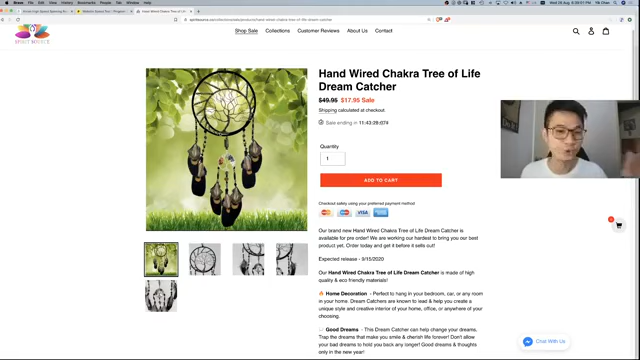 Shop Sale Collections Customer Reviews About Us Contact
Hand Wired Chakra Tree of Life
Dream Catcher
$49.95 $17.95 Sale
Shipping calculated at checkout.
Sale ending in
Quantity
1
ADD TO CART
Checkout safely using your preferred payment method
VISA
Our brand new Hand Wired Chakra Tree of Life Dream Catcher is
available for pre order! We are working our hardest to bring you our best
product yet. Order today and get it before it sells out!
Expected release - 9/15/2020
Our Hand Wired Chakra Tree of Life Dream Catcher is made of high
quality & eco friendly materials!
Home Decoration - Perfect to hang in your bedroom, car, or any room
in your home. Dream Catchers are known to lead & help you create a
unique style and creative interior of your home, office, or anywhere of your
choosing.
Good Dreams - This Dream Catcher can help change your dreams.
Trap the dreams that make you smile & cherish life forever! Don't allow
your bad dreams to hold you back any longer! Good dreams & thoughts
only in the new year!
Chat With Us